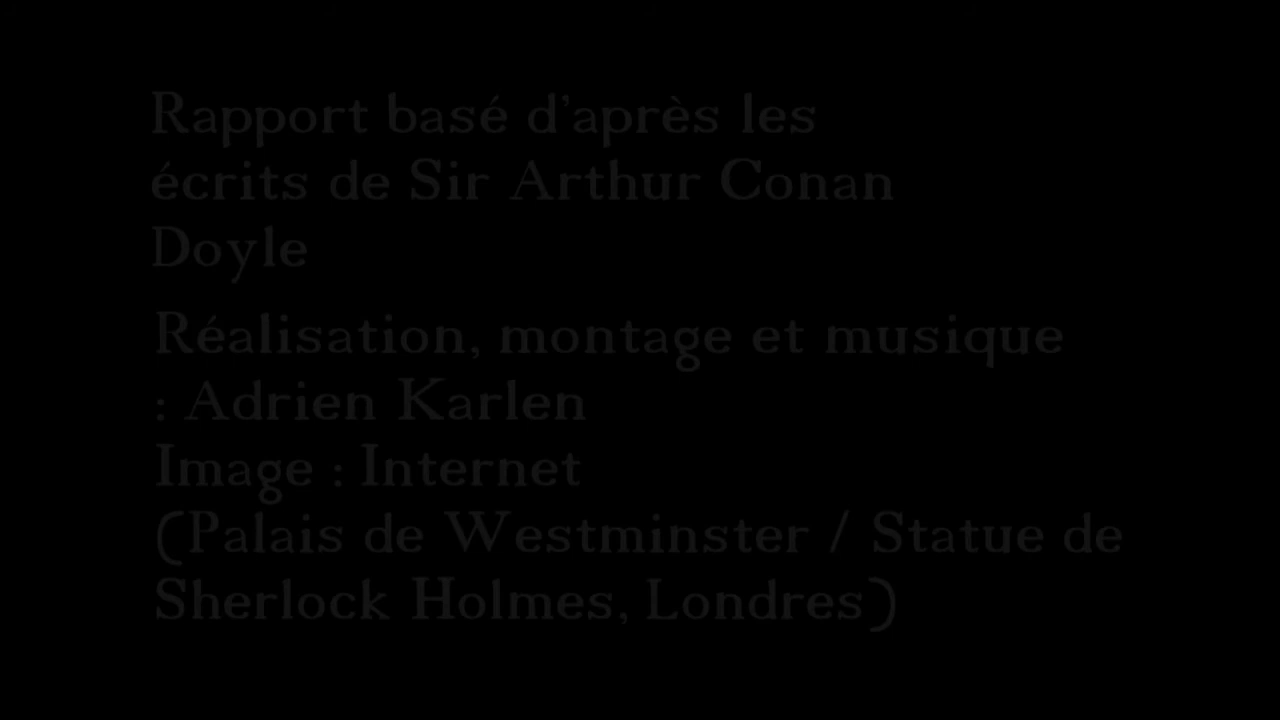 Rapport basé d'après les
écrits de Sir Arthur Conan
Doyle
Réalisation, montage et musique
: Adrien Karlen
Image : Internet
(Palais de Westminster / Statue de
Sherlock Holmes, Londres)